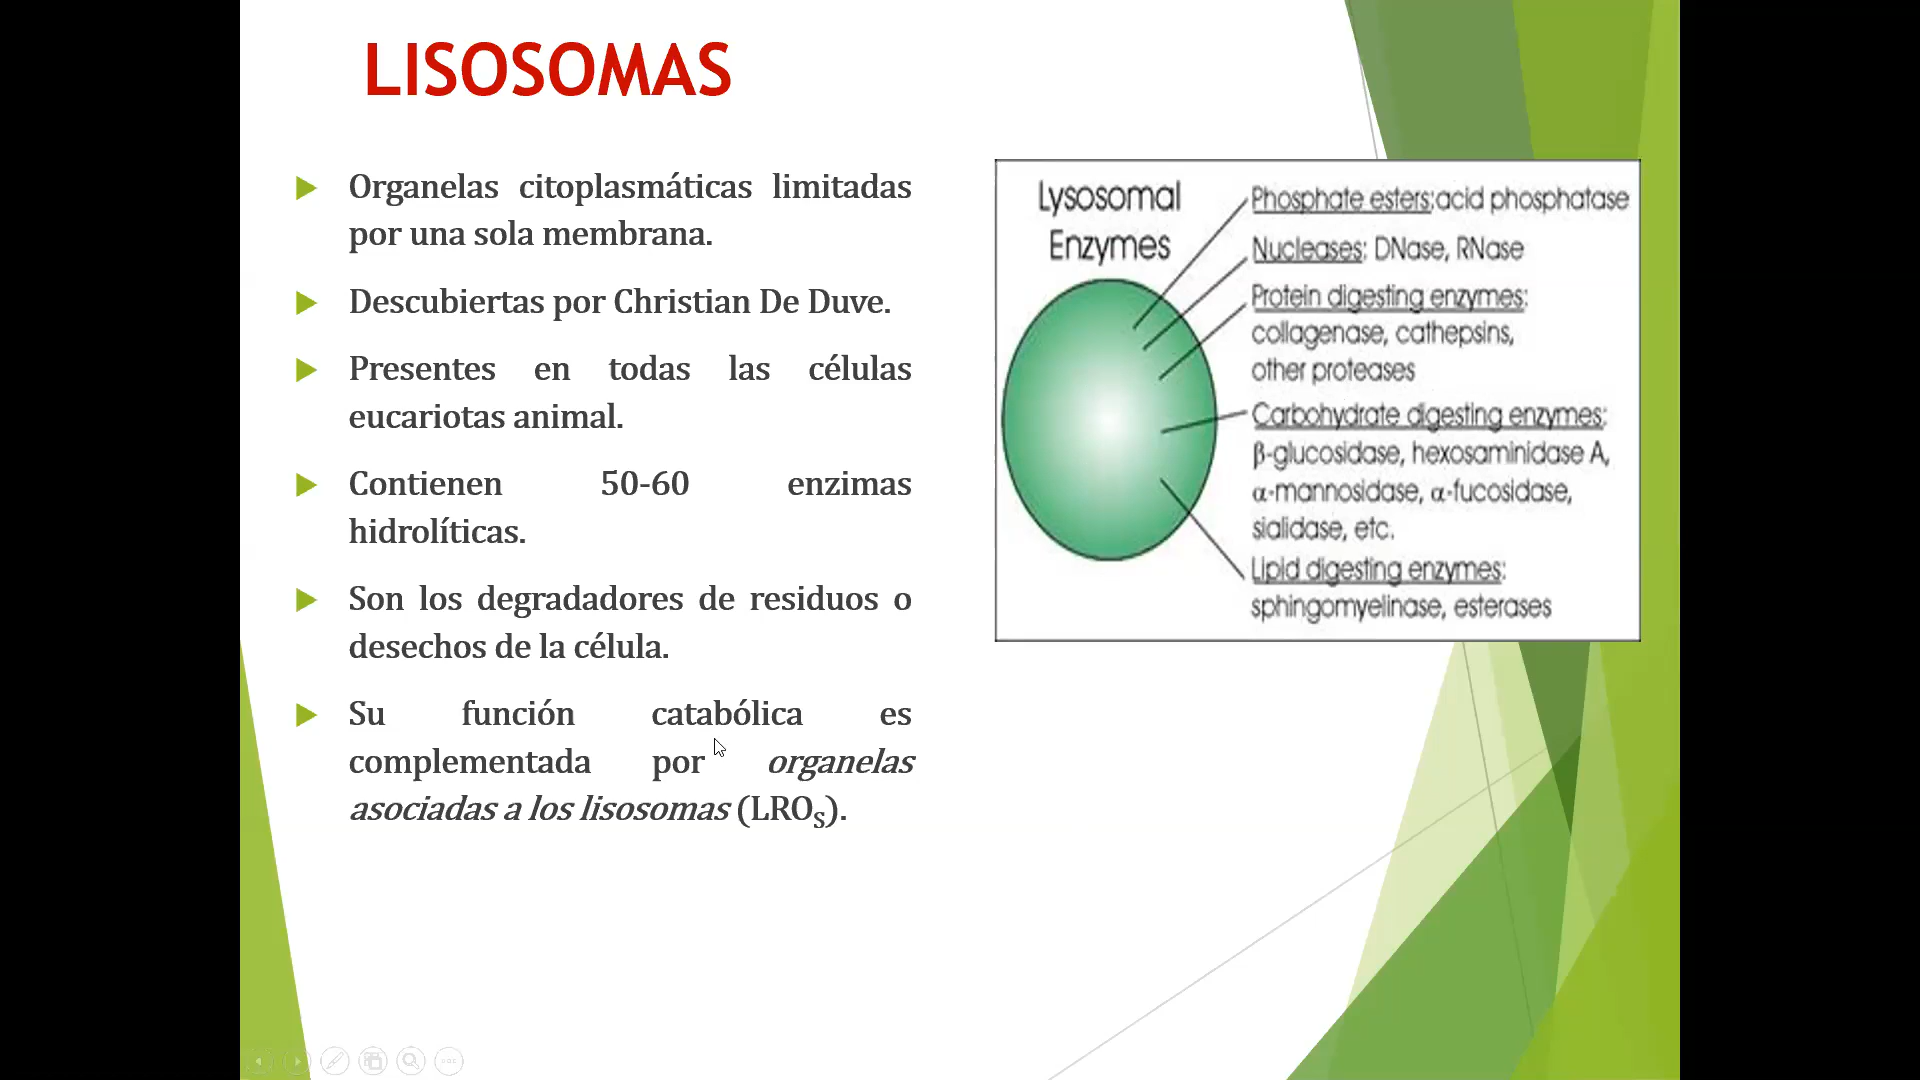 LISOSOMAS
Organelas citoplasmáticas limitadas
por una sola membrana.
Descubiertas por Christian De Duve.
Presentes en todas las células
eucariotas animal.
Contienen 50-60 enzimas
hidrolíticas.
Son los degradadores de residuos o
desechos de la célula.
Su función catabólica es
complementada por organelas
asociadas a los lisosomas (LROs).
Lysosomal
Enzymes
Phosphate esters:acid phosphatase
Nucleases: DNase, RNase
Protein digesting enzymes:
collagenase, cathepsins,
other proteases
Carbohydrate digesting enzymes:
β-glucosidase, hexosaminidase A,
α-mannosidase, α-fucosidase,
sialidase, etc.
Lipid digesting enzymes:
sphingomyelinase, esterases